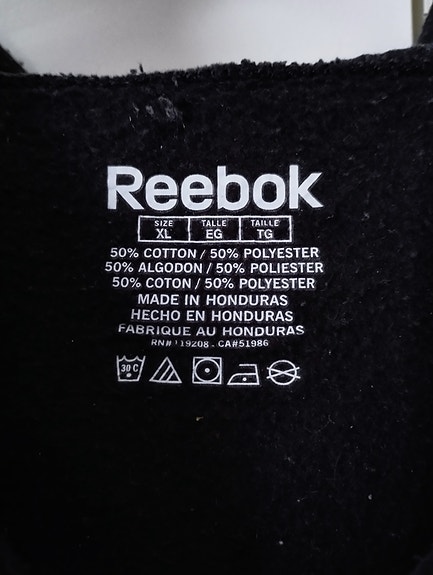 Reebok
SIZE TALLE TAILLE
XL EG TG
50% COTTON / 50% POLYESTER
50% ALGODON / 50% POLIESTER
50% COTON / 50% POLYESTER
MADE IN HONDURAS
HECHO EN HONDURAS
FABRIQUE AU HONDURAS
RN# 119208 . CA#51986
30 C